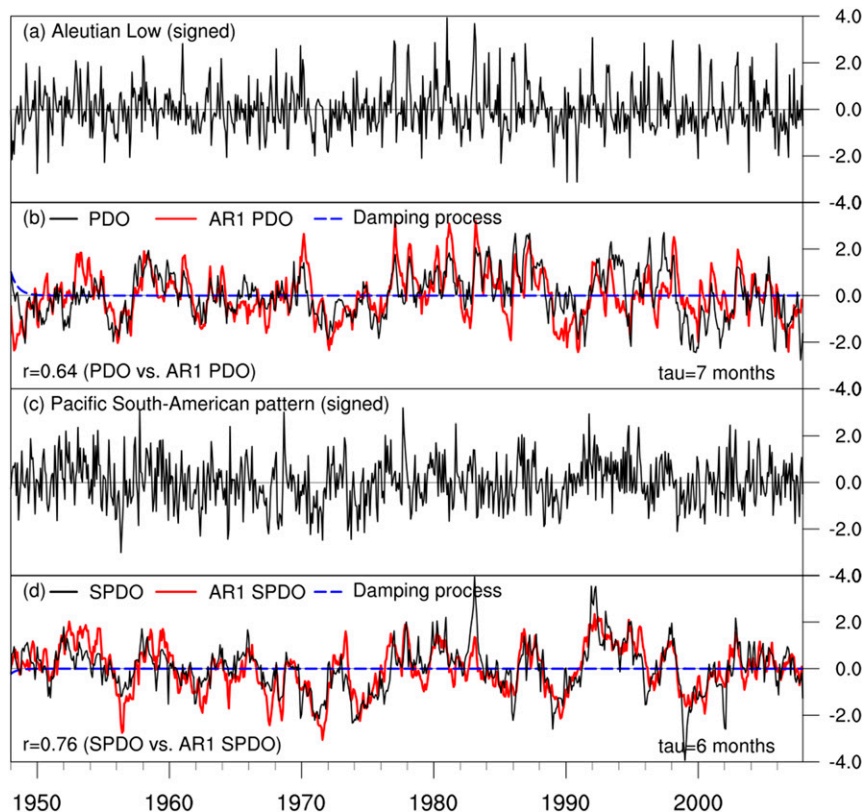 (a) Aleutian Low (signed)
4.0
2.0
0.0
-2.0
-4.0
(b) PDO AR1 PDO Damping process
2.0
0.0
-2.0
r=0.64 (PDO vs. AR1 PDO) tau=7 months
-4.0
(c) Pacific South-American pattern (signed)
2.0
0.0
-2.0
-4.0
(d) SPDO AR1 SPDO Damping process
2.0
0.0
-2.0
r=0.76 (SPDO vs. AR1 SPDO) tau=6 months
-4.0
1950 1960 1970 1980 1990 2000